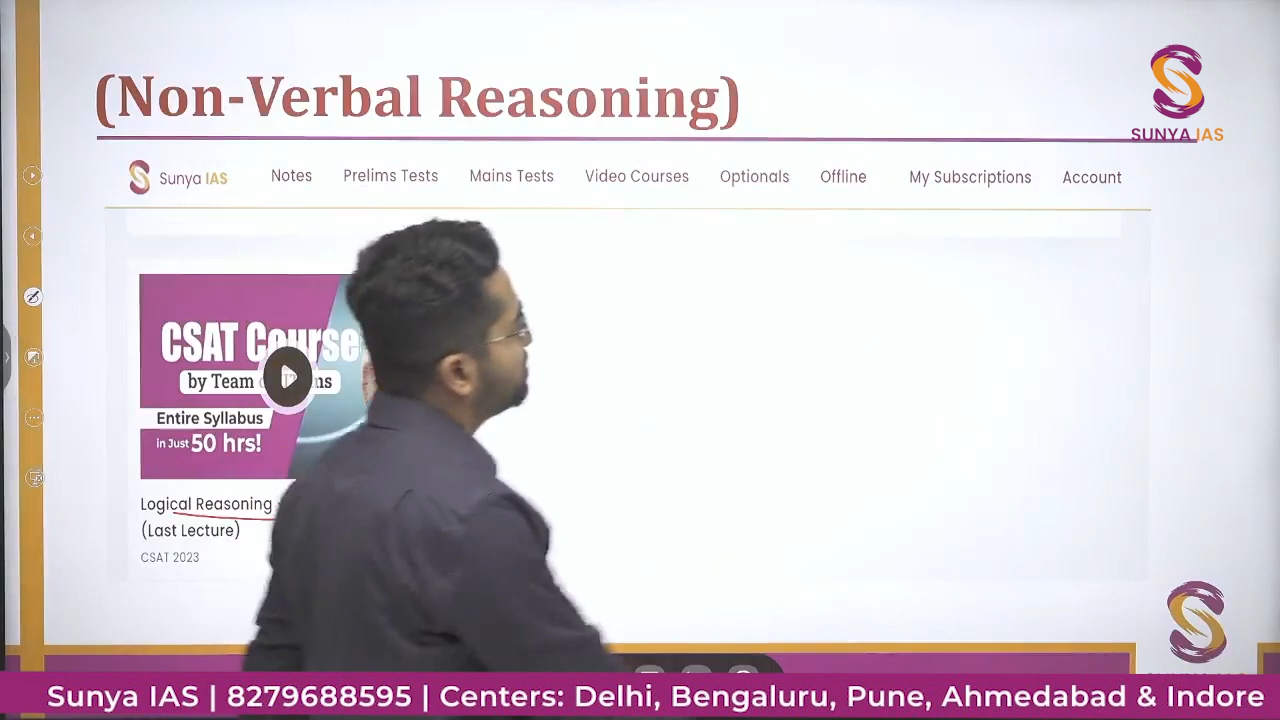 (Non-Verbal Reasoning)
SUNYA IAS
Sunya IAS Notes Prelims Tests Mains Tests Video Courses Optionals Offline My Subscriptions Account
CSAT Course
by Team
Entire Syllabus
in Just 50 hrs!
Logical Reasoning
(Last Lecture)
CSAT 2023
Sunya IAS | 8279688595 | Centers: Delhi, Bengaluru, Pune, Ahmedabad & Indore